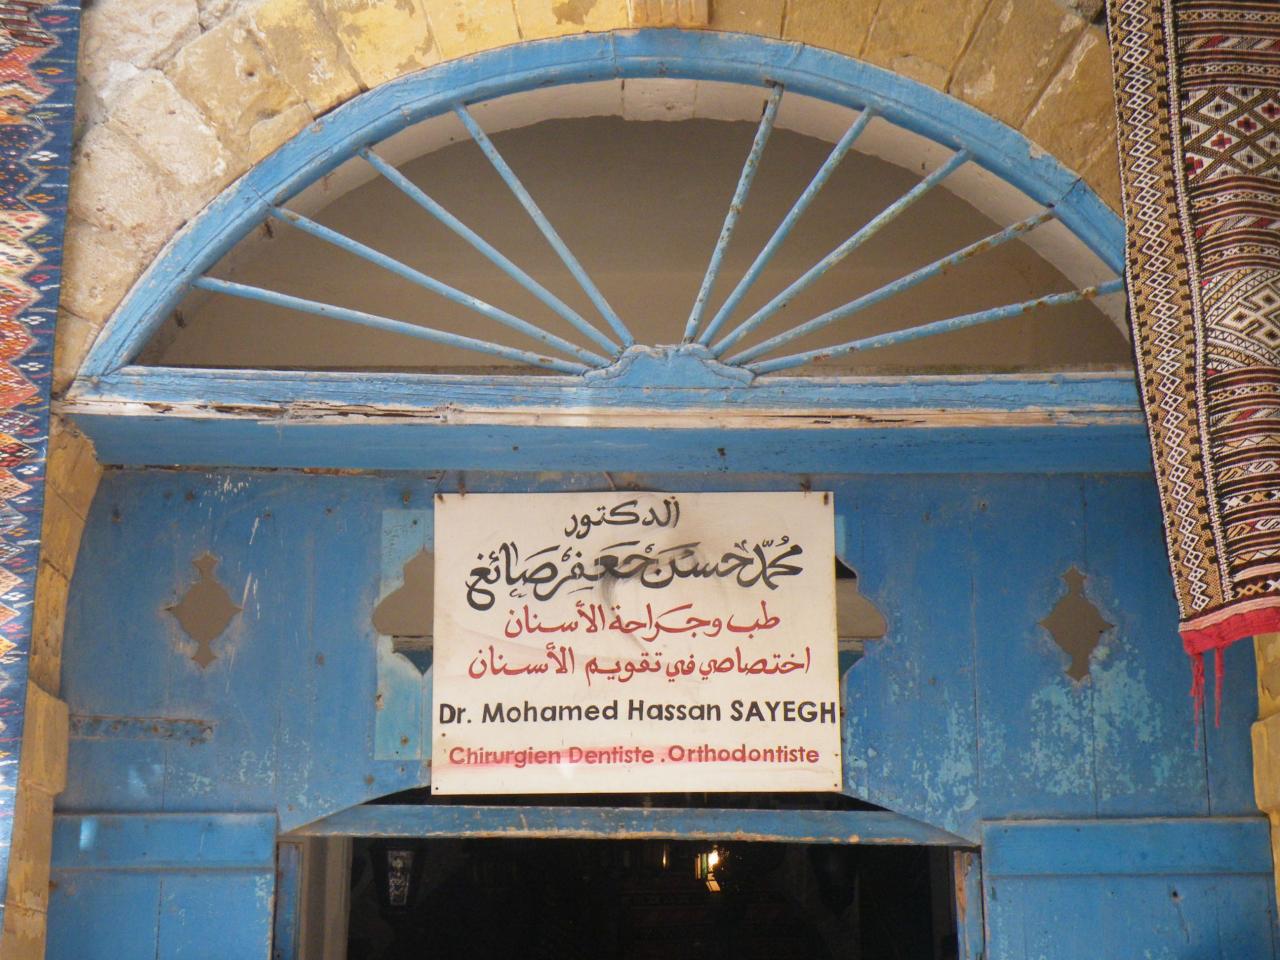 الدكتور
محمد حسن جعفر صائغ
طب وجراحة الأسنان
اختصاصي في تقويم الأسنان
Dr. Mohamed Hassan SAYEGH
Chirurgien Dentiste .Orthodontiste